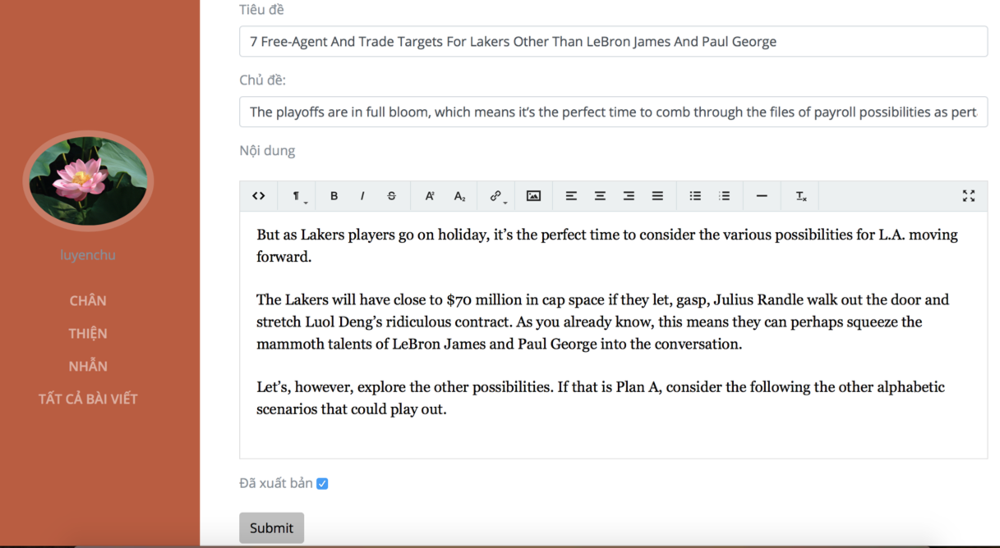 Tiêu đề
7 Free-Agent And Trade Targets For Lakers Other Than LeBron James And Paul George
Chủ đề:
The playoffs are in full bloom, which means it's the perfect time to comb through the files of payroll possibilities as pert
Nội dung
B I S A² A₂ Tx
But as Lakers players go on holiday, it's the perfect time to consider the various possibilities for L.A. moving
forward.
The Lakers will have close to $70 million in cap space if they let, gasp, Julius Randle walk out the door and
stretch Luol Deng's ridiculous contract. As you already know, this means they can perhaps squeeze the
mammoth talents of LeBron James and Paul George into the conversation.
Let's, however, explore the other possibilities. If that is Plan A, consider the following the other alphabetic
scenarios that could play out.
Đã xuất bản
Submit
luyenchu
CHÂN
THIỆN
NHẪN
TẤT CẢ BÀI VIẾT